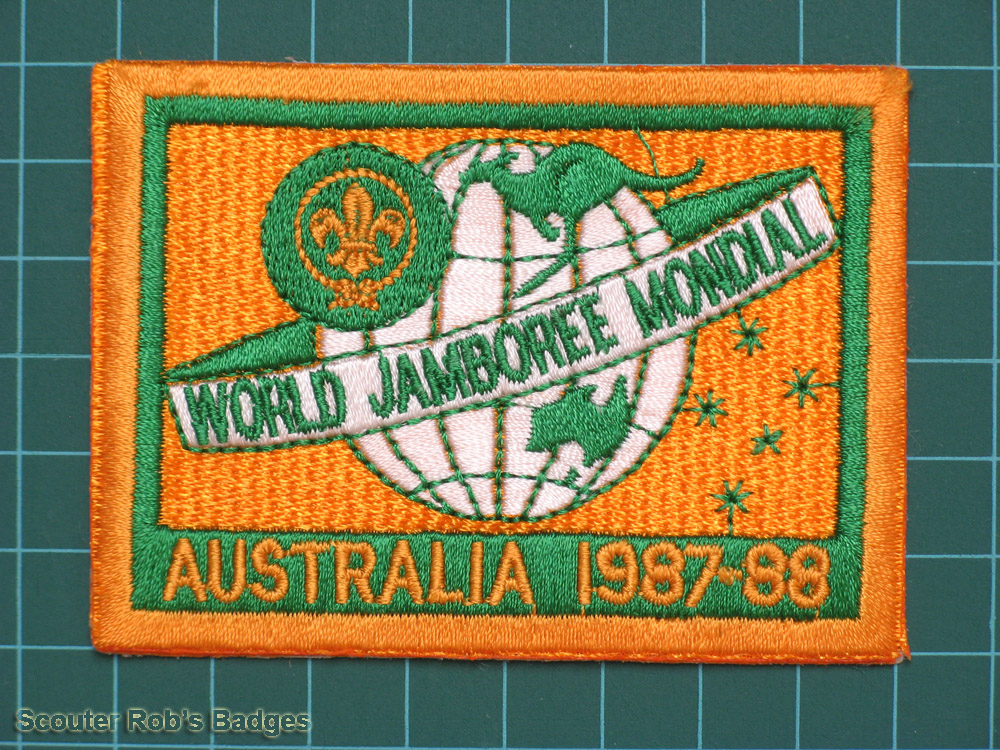 WORLD JAMBOREE MONDIAL
AUSTRALIA 1987-88
Scouter Rob's Badges